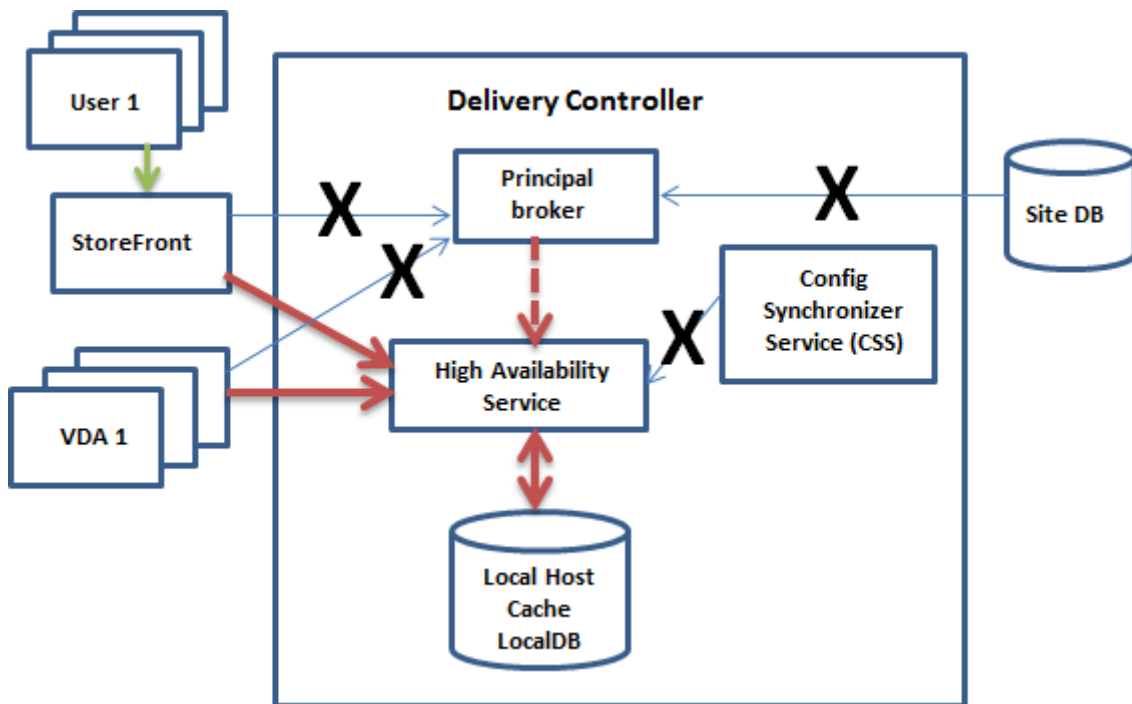 User 1
Delivery Controller
Principal
broker
X
X
StoreFront
Site DB
X
Config
Synchronizer
Service (CSS)
X
High Availability
Service
VDA 1
Local Host
Cache
LocalDB